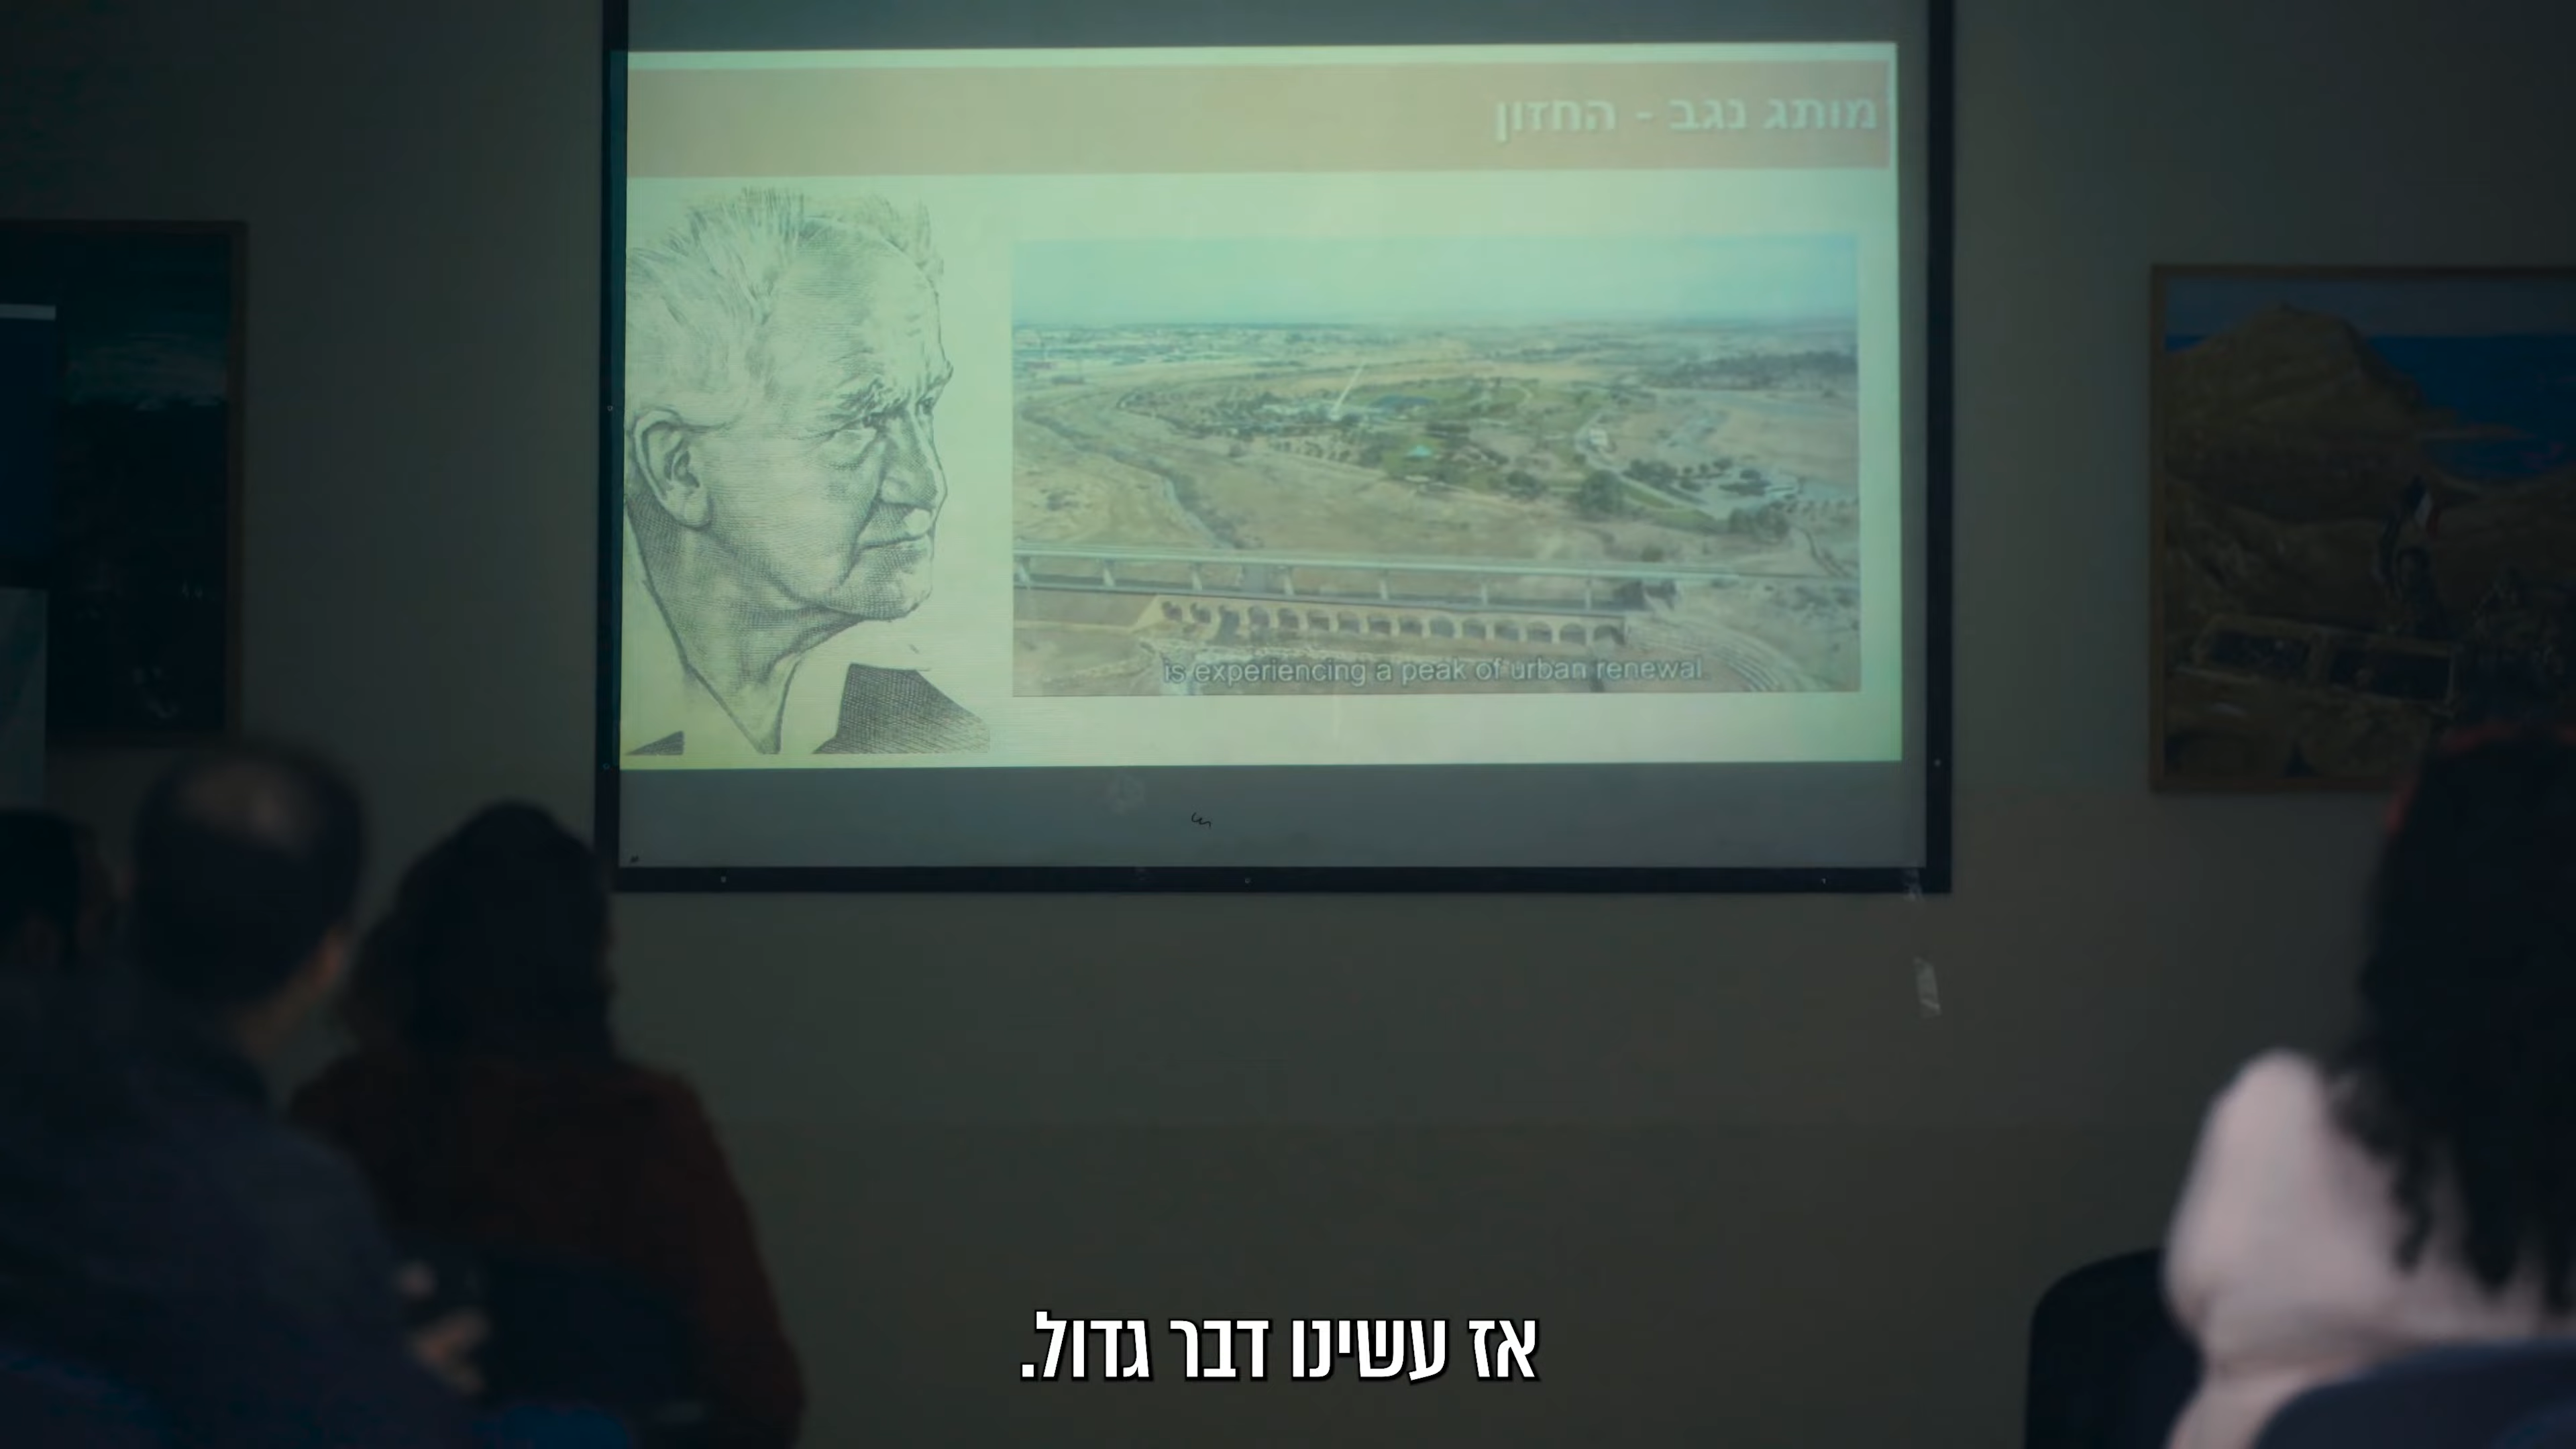 מותג נגב - החזון
is experiencing a peak of urban renewal
אז עשינו דבר גדול.